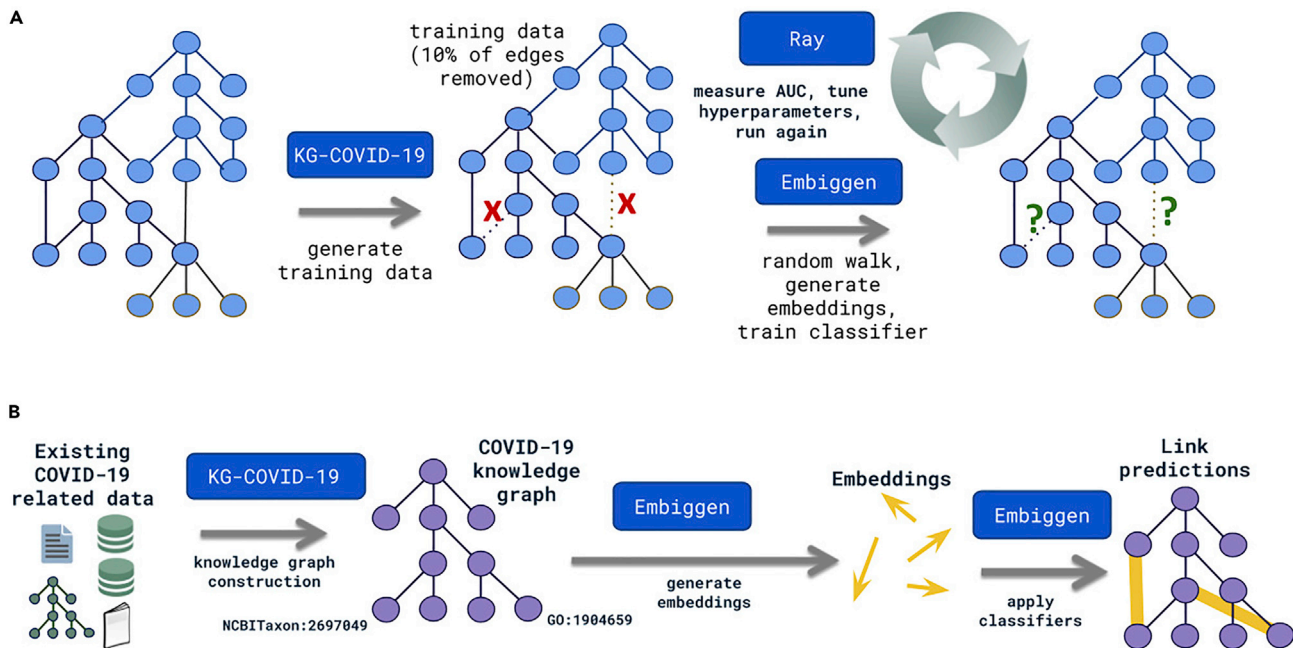 A
training data
(10% of edges
removed)
Ray
measure AUC, tune
hyperparameters,
run again
KG-COVID-19
generate
training data
X
X
Embiggen
random walk,
generate
embeddings,
train classifier
?
?
B
Existing
COVID-19
related data
KG-COVID-19
knowledge graph
construction
COVID-19
knowledge
graph
NCBITaxon:2697049
GO:1904659
Embiggen
generate
embeddings
Embeddings
Embiggen
apply
classifiers
Link
predictions